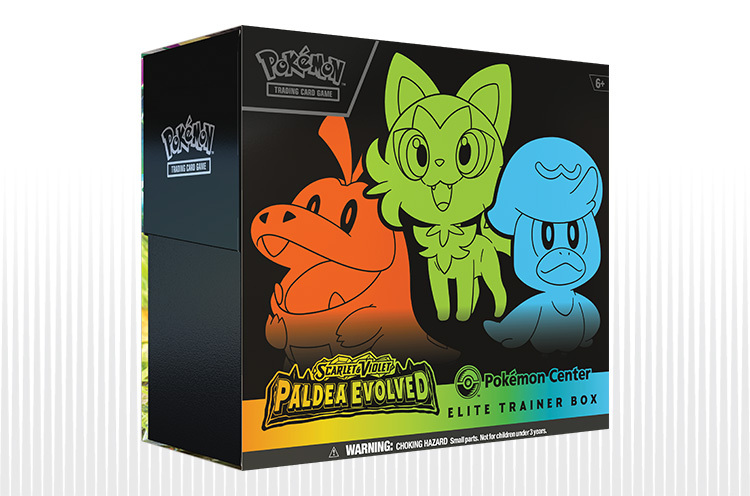 POKéMON
TRADING CARD GAME
6+
POKéMON
TRADING CARD GAME
SCARLET & VIOLET
PALDEA EVOLVED
Pokémon Center
ELITE TRAINER BOX
WARNING: CHOKING HAZARD Small parts. Not for children under 3 years.